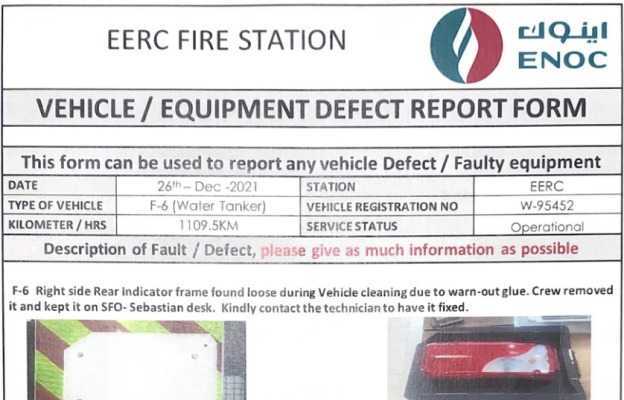 EERC FIRE STATION
اينوك
ENOC
VEHICLE / EQUIPMENT DEFECT REPORT FORM
This form can be used to report any vehicle Defect / Faulty equipment
DATE 26th– Dec -2021 STATION EERC
TYPE OF VEHICLE F-6 (Water Tanker) VEHICLE REGISTRATION NO W-95452
KILOMETER / HRS 1109.5KM SERVICE STATUS Operational
Description of Fault / Defect, please give as much information as possible
F-6 Right side Rear Indicator frame found loose during Vehicle cleaning due to warn-out glue. Crew removed
it and kept it on SFO- Sebastian desk. Kindly contact the technician to have it fixed.